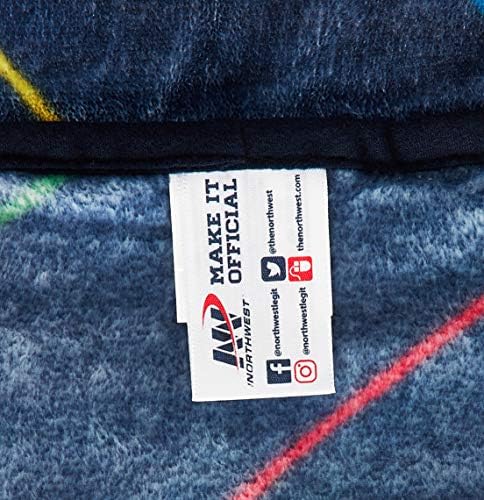 MAKE IT
OFFICIAL
NORTHWEST
@thenorthwest
thenorthwest.com
@northwestlegit
@northwestlegit